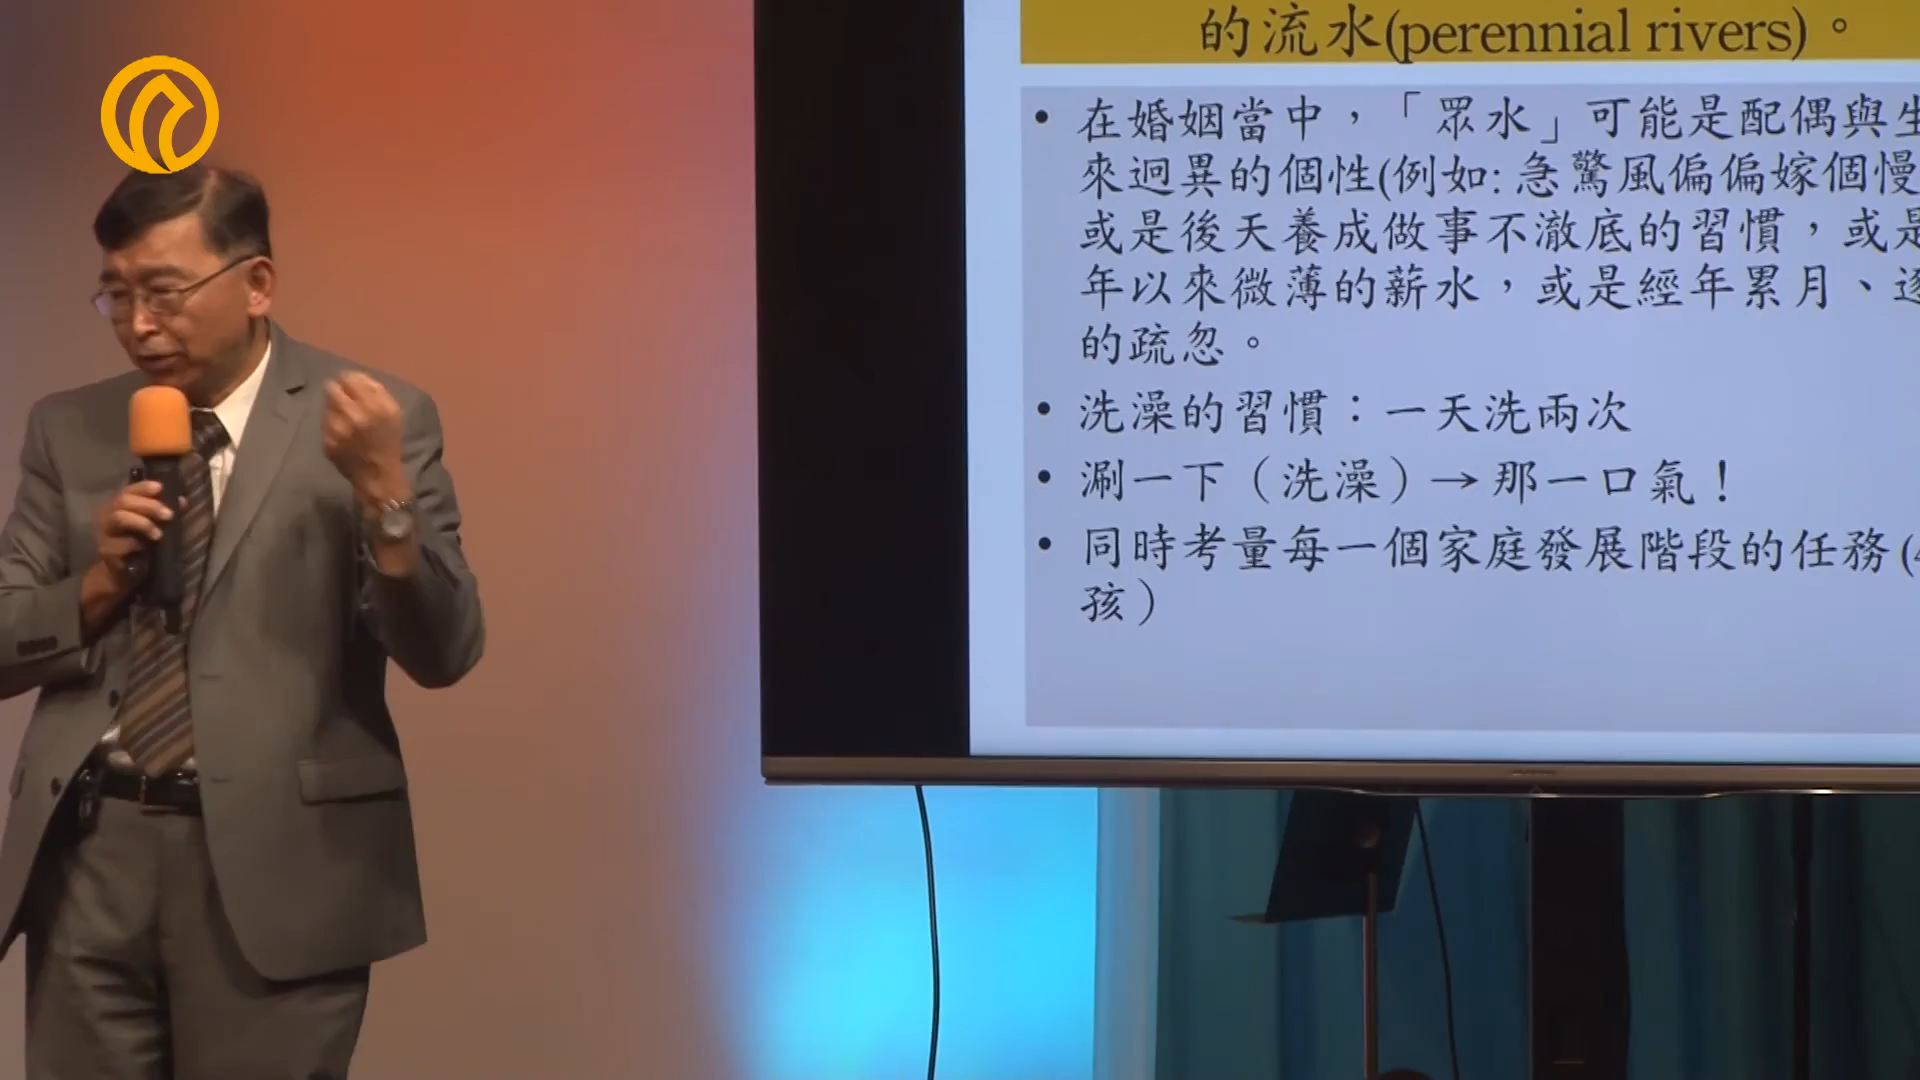 的流水(perennial rivers)。
• 在婚姻當中，「眾水」可能是配偶與生
來迥異的個性(例如: 急驚風偏偏嫁個慢
或是後天養成做事不澈底的習慣，或是
年以來微薄的薪水，或是經年累月、逐
的疏忽。
• 洗澡的習慣：一天洗兩次
• 涮一下（洗澡）→那一口氣！
• 同時考量每一個家庭發展階段的任務(4
孩）